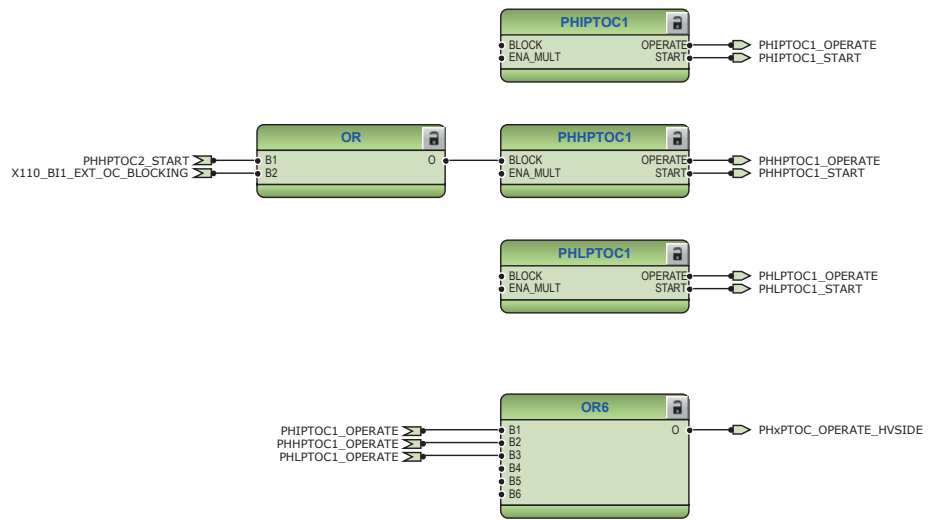 PHIPTOC1
BLOCK OPERATE PHIPTOC1_OPERATE
ENA_MULT START PHIPTOC1_START
OR PHHPTOC1
PHHPTOC2_START B1 O BLOCK OPERATE PHHPTOC1_OPERATE
X110_BI1_EXT_OC_BLOCKING B2 ENA_MULT START PHHPTOC1_START
PHLPTOC1
BLOCK OPERATE PHLPTOC1_OPERATE
ENA_MULT START PHLPTOC1_START
OR6
PHIPTOC1_OPERATE B1 O PHxPTOC_OPERATE_HVSIDE
PHHPTOC1_OPERATE B2
PHLPTOC1_OPERATE B3
B4
B5
B6